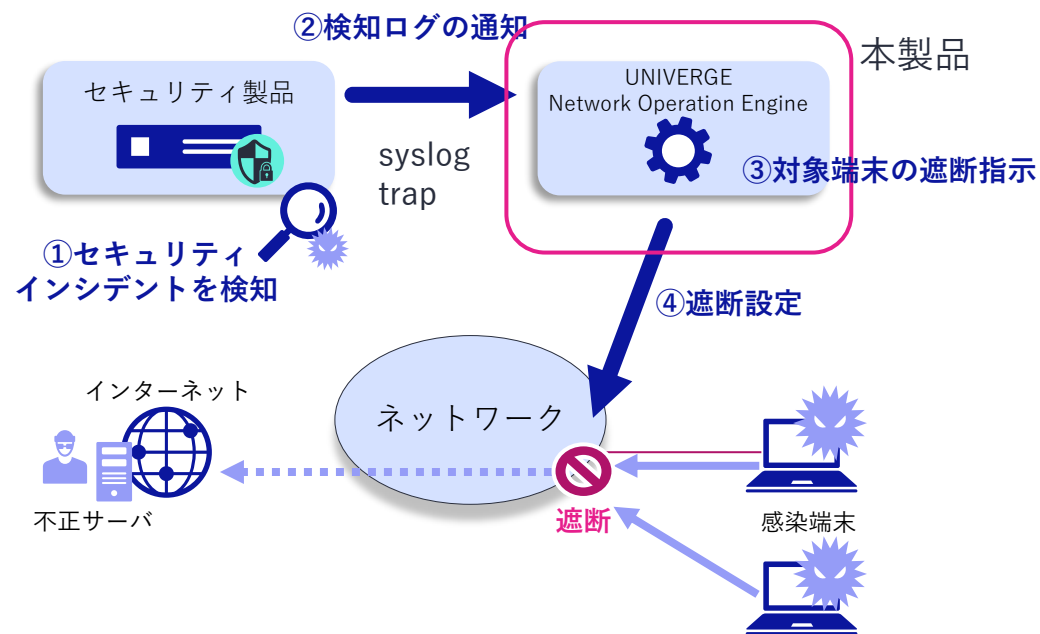 ②検知ログの通知
本製品
セキュリティ製品
UNIVERGE
Network Operation Engine
syslog
trap
③対象端末の遮断指示
①セキュリティ
インシデントを検知
④遮断設定
インターネット
ネットワーク
不正サーバ
遮断
感染端末